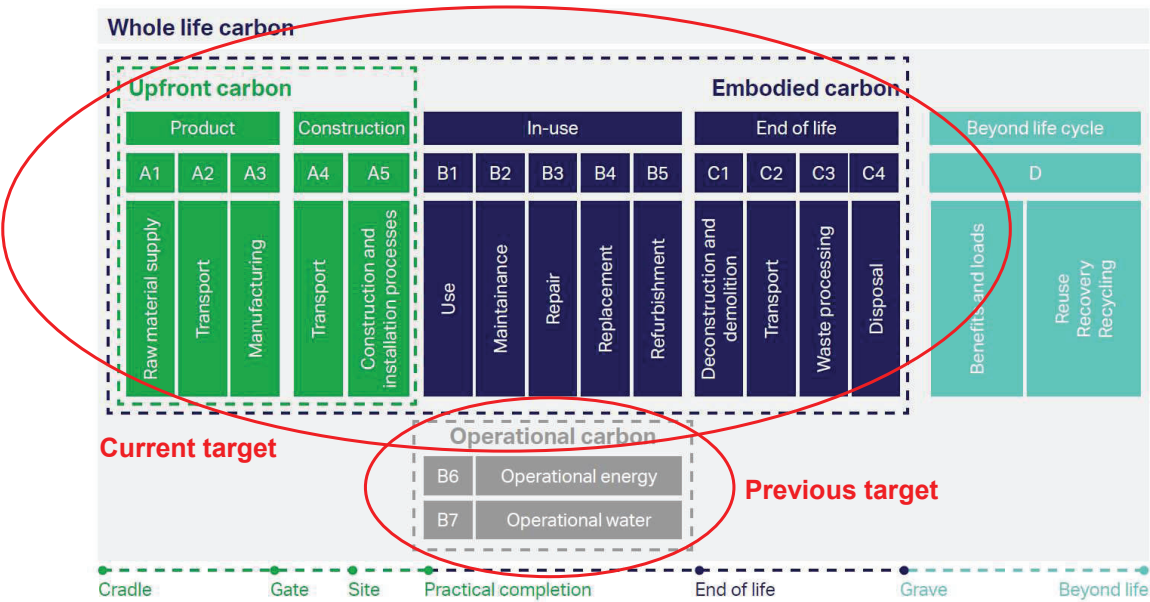 Whole life carbon
Upfront carbon
Embodied carbon
Product
Construction
In-use
End of life
Beyond life cycle
A1
A2
A3
A4
A5
B1
B2
B3
B4
B5
C1
C2
C3
C4
D
Raw material supply
Transport
Manufacturing
Transport
Construction and
installation processes
Use
Maintainance
Repair
Replacement
Refurbishment
Deconstruction and
demolition
Transport
Waste processing
Disposal
Benefits and loads
Reuse
Recovery
Recycling
Current target
Operational carbon
B6
Operational energy
Previous target
B7
Operational water
Cradle
Gate
Site
Practical completion
End of life
Grave
Beyond life